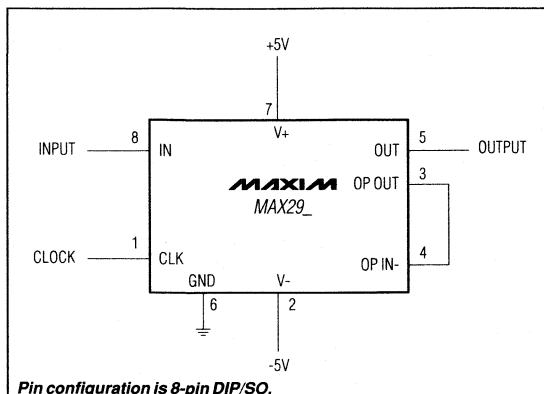 +5V
7
V+
INPUT 8 IN
OUT 5 OUTPUT
MAXIM
OP OUT 3
MAX29_
4
OP IN-
CLOCK 1 CLK
GND V-
6 2
-5V
Pin configuration is 8-pin DIP/SO.